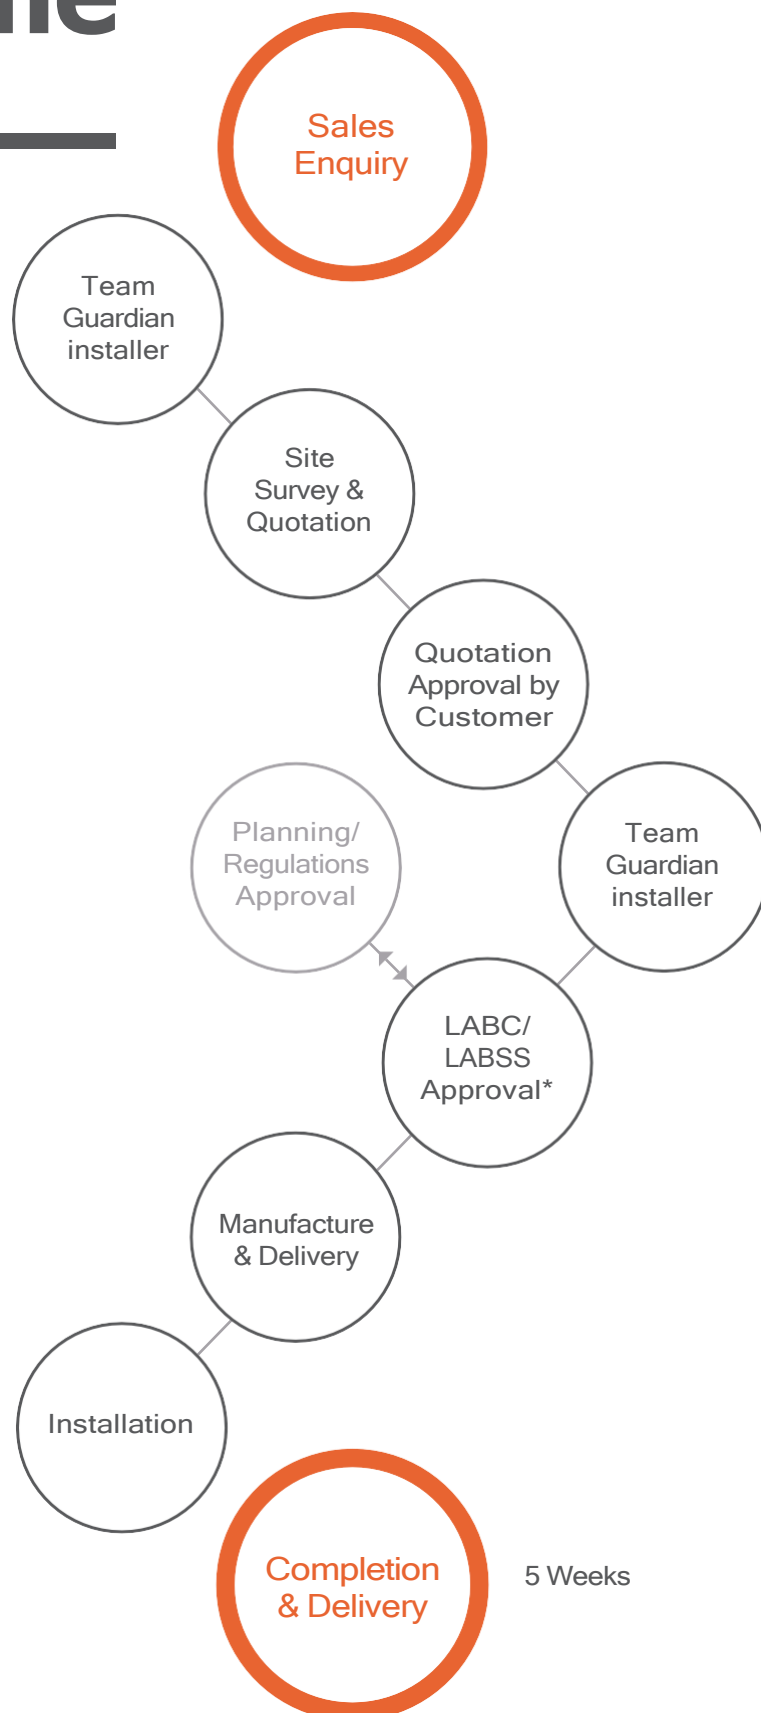 Sales
Enquiry
Team
Guardian
installer
Site
Survey &
Quotation
Quotation
Approval by
Customer
Planning/
Regulations
Approval
Team
Guardian
installer
LABC/
LABSS
Approval*
Manufacture
& Delivery
Installation
Completion
& Delivery
5 Weeks